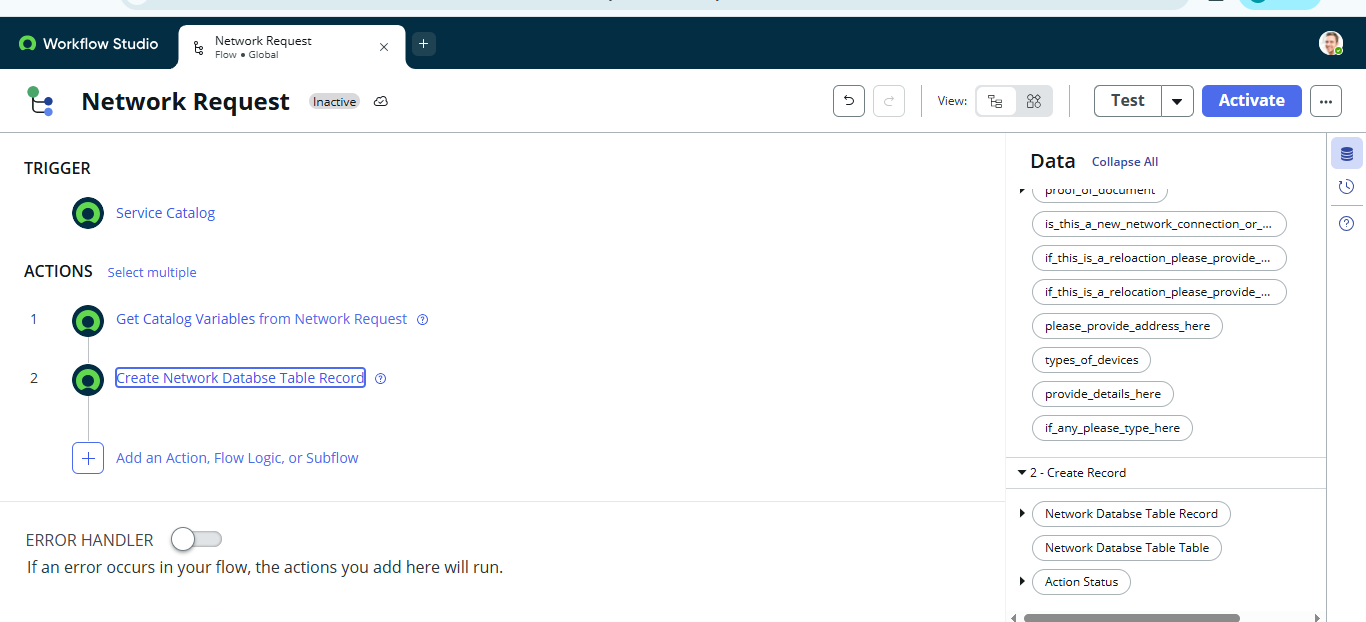 Workflow Studio
Network Request
Flow • Global
Network Request
Inactive
View:
Test
Activate
TRIGGER
Service Catalog
ACTIONS
Select multiple
1
Get Catalog Variables from Network Request
2
Create Network Databse Table Record
Add an Action, Flow Logic, or Subflow
ERROR HANDLER
If an error occurs in your flow, the actions you add here will run.
Data
Collapse All
proof_of_document
is_this_a_new_network_connection_or_...
if_this_is_a_reloaction_please_provide_...
if_this_is_a_relocation_please_provide_...
please_provide_address_here
types_of_devices
provide_details_here
if_any_please_type_here
2 - Create Record
Network Databse Table Record
Network Databse Table Table
Action Status